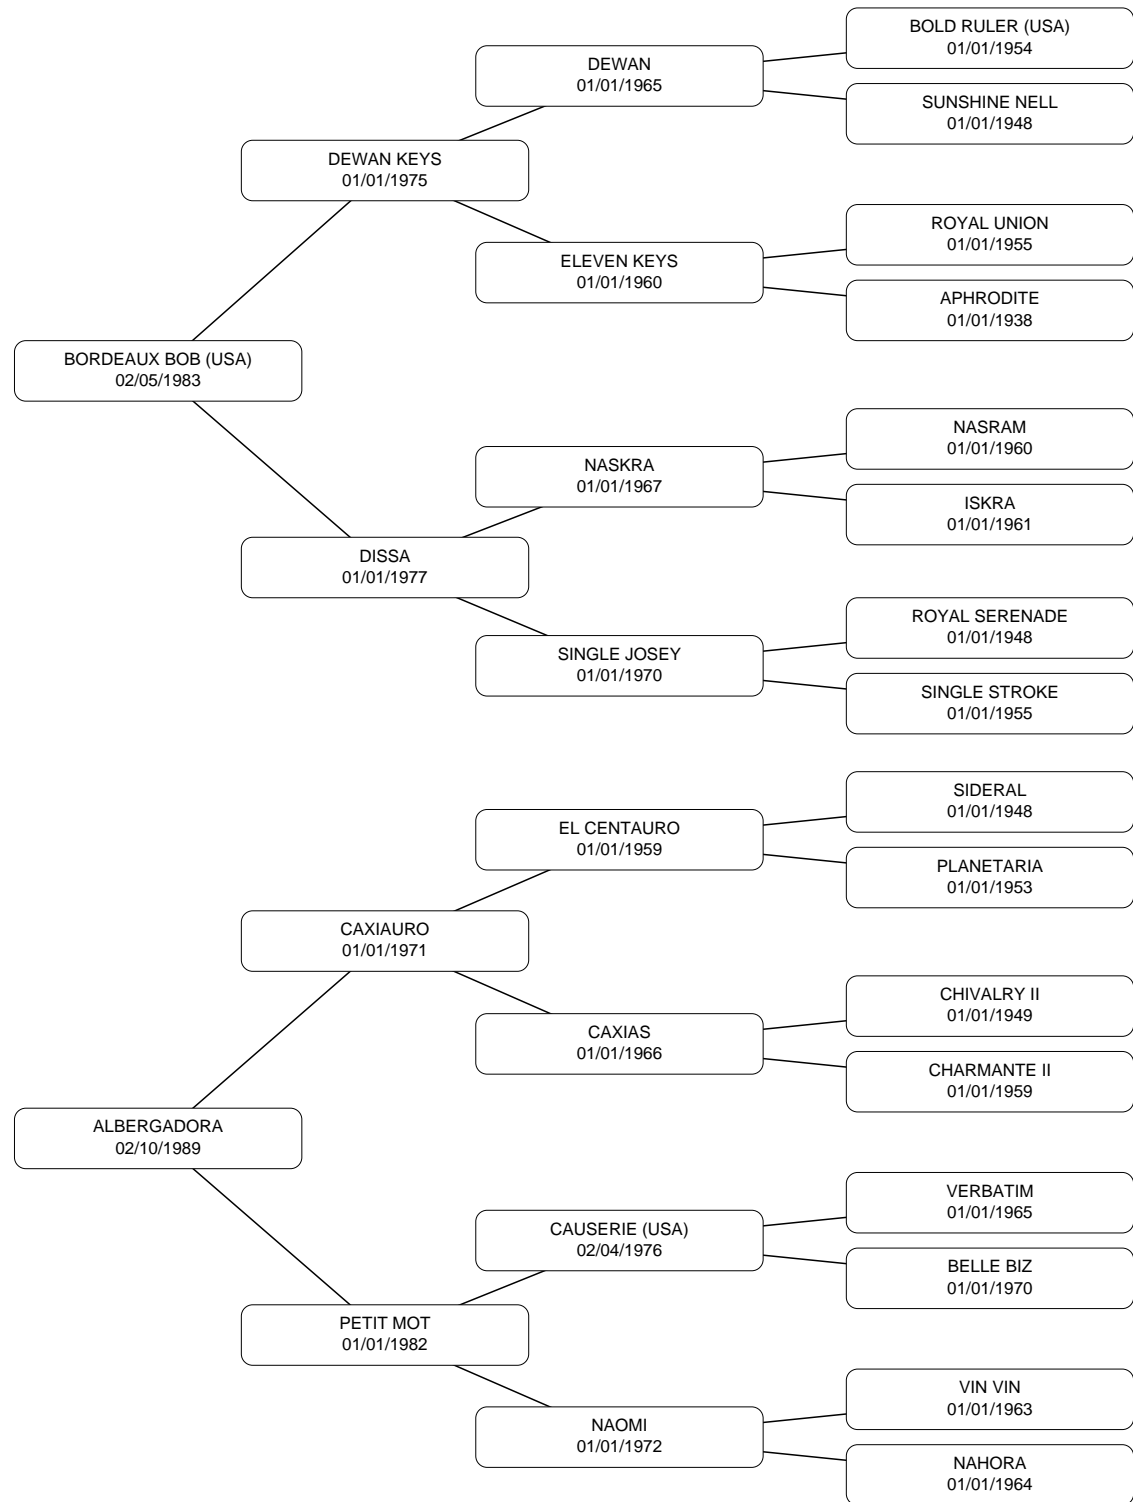 BOLD RULER (USA)
01/01/1954
DEWAN
01/01/1965
SUNSHINE NELL
01/01/1948
DEWAN KEYS
01/01/1975
ROYAL UNION
01/01/1955
ELEVEN KEYS
01/01/1960
APHRODITE
01/01/1938
BORDEAUX BOB (USA)
02/05/1983
NASRAM
01/01/1960
NASKRA
01/01/1967
ISKRA
01/01/1961
DISSA
01/01/1977
ROYAL SERENADE
01/01/1948
SINGLE JOSEY
01/01/1970
SINGLE STROKE
01/01/1955
SIDERAL
01/01/1948
EL CENTAURO
01/01/1959
PLANETARIA
01/01/1953
CAXIAURO
01/01/1971
CHIVALRY II
01/01/1949
CAXIAS
01/01/1966
CHARMANTE II
01/01/1959
ALBERGADORA
02/10/1989
VERBATIM
01/01/1965
CAUSERIE (USA)
02/04/1976
BELLE BIZ
01/01/1970
PETIT MOT
01/01/1982
VIN VIN
01/01/1963
NAOMI
01/01/1972
NAHORA
01/01/1964